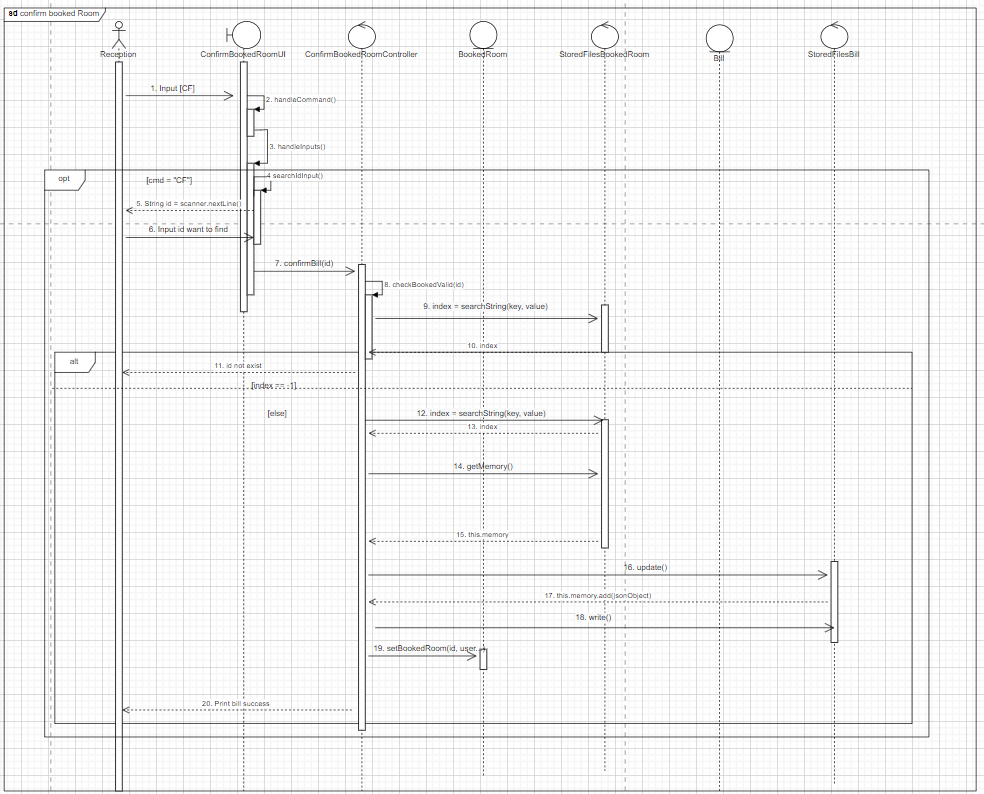 sd confirm booked Room
Reception
ConfirmBookedRoomUI
ConfirmBookedRoomController
BookedRoom
StoredFilesBookedRoom
Bill
StoredFilesBill
1. Input [CF]
2. handleCommand()
3. handleInputs()
opt
[cmd = "CF"]
4 searchIdInput()
5. String id = scanner.nextLine()
6. Input id want to find
7. confirmBill(id)
8. checkBookedValid(id)
9. index = searchString(key, value)
10. index
alt
11. id not exist
[index == -1]
[else]
12. index = searchString(key, value)
13. index
14. getMemory()
15. this.memory
16. update()
17. this.memory.add(jsonObject)
18. write()
19. setBookedRoom(id, user...)
20. Print bill success